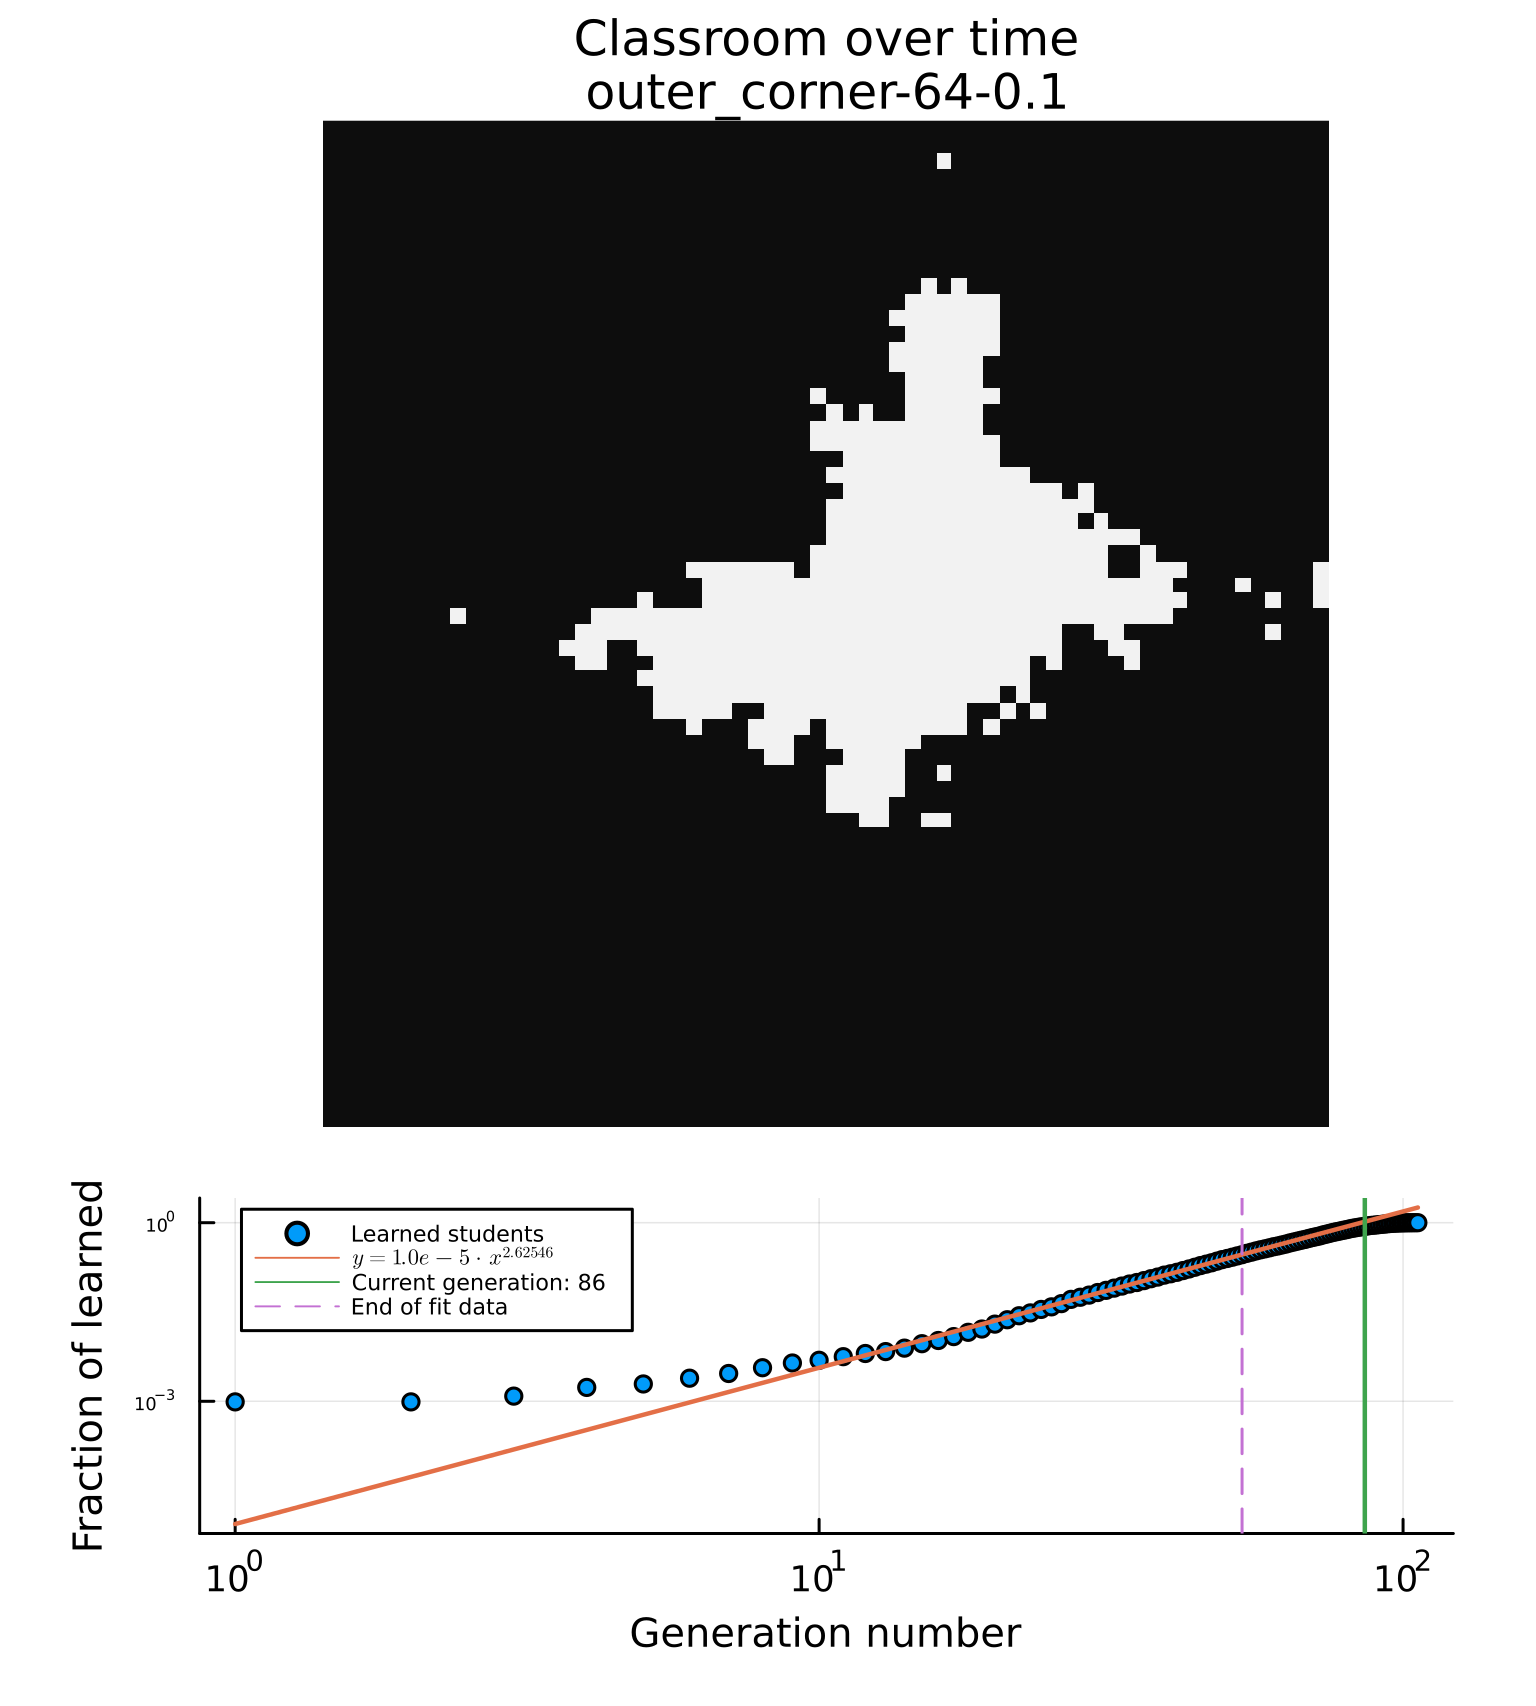 Classroom over time
outer_corner-64-0.1
Fraction of learned
10^0
10^-3
Learned students
y = 1.0e − 5 · x^2.62546
Current generation: 86
End of fit data
10^0 10^1 10^2
Generation number